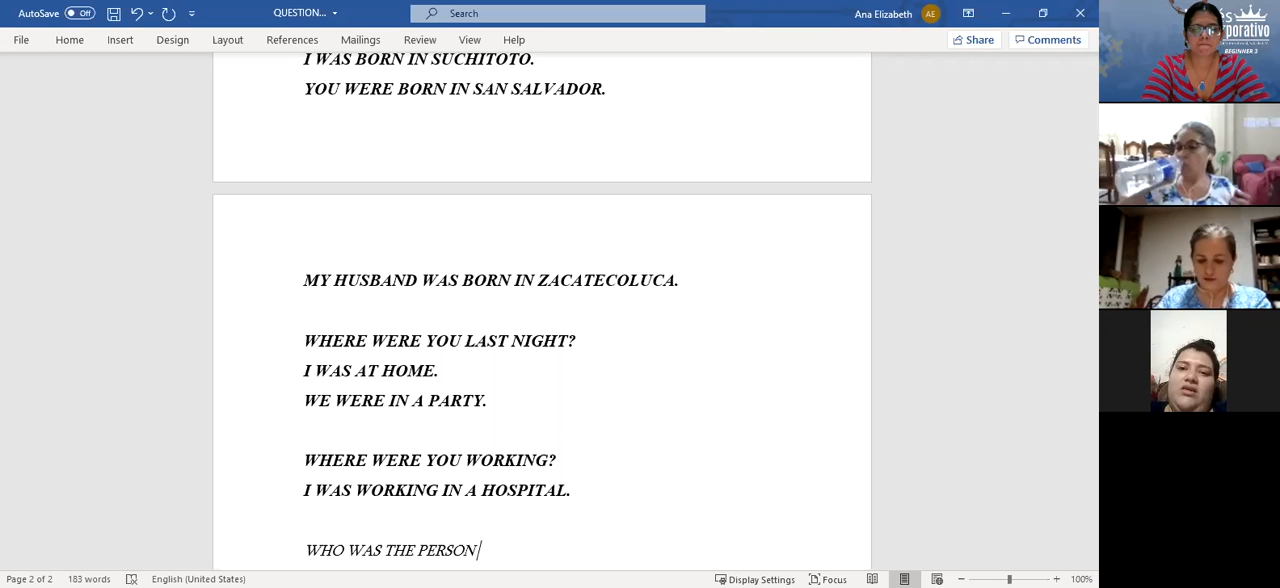 AutoSave Off QUESTION... Search Ana Elizabeth AE
File Home Insert Design Layout References Mailings Review View Help Share Comments
I WAS BORN IN SUCHITOTO.
YOU WERE BORN IN SAN SALVADOR.
MY HUSBAND WAS BORN IN ZACATECOLUCA.
WHERE WERE YOU LAST NIGHT?
I WAS AT HOME.
WE WERE IN A PARTY.
WHERE WERE YOU WORKING?
I WAS WORKING IN A HOSPITAL.
WHO WAS THE PERSON
Page 2 of 2 183 words English (United States) Display Settings Focus 100%
BEGINNER 3